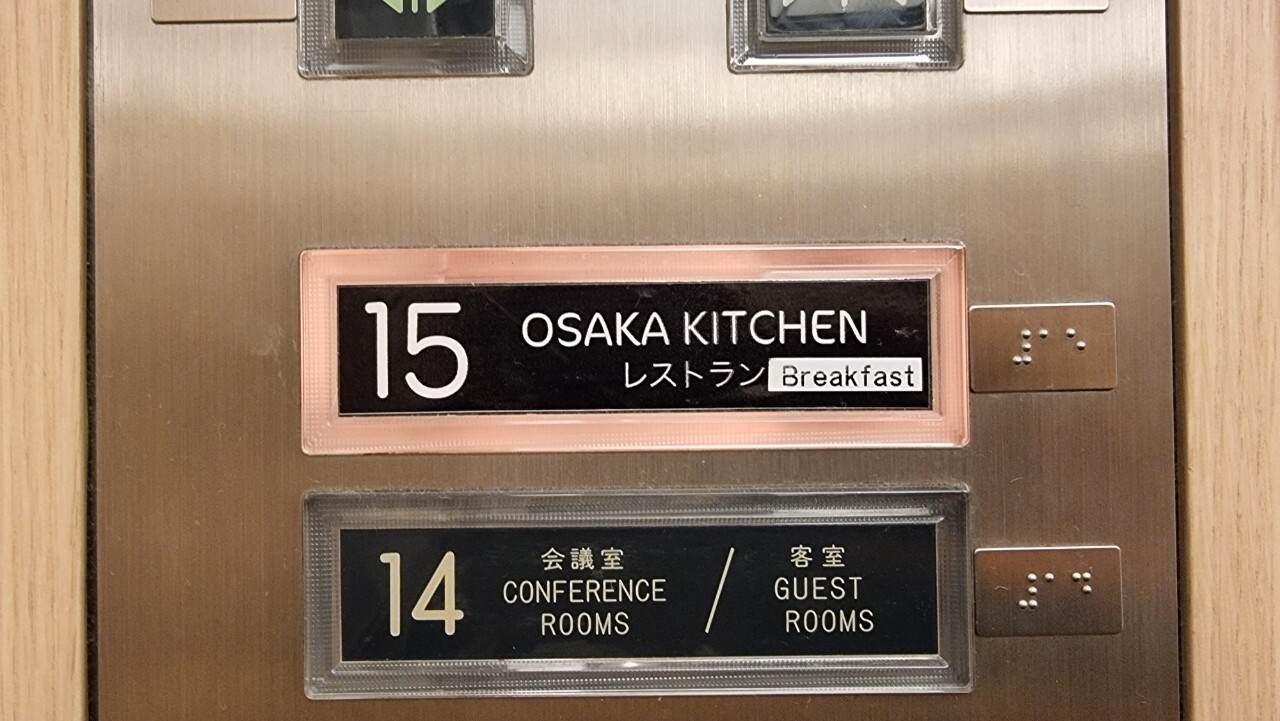 15 OSAKA KITCHEN
レストラン Breakfast
14 会議室 / 客室
CONFERENCE GUEST
ROOMS ROOMS